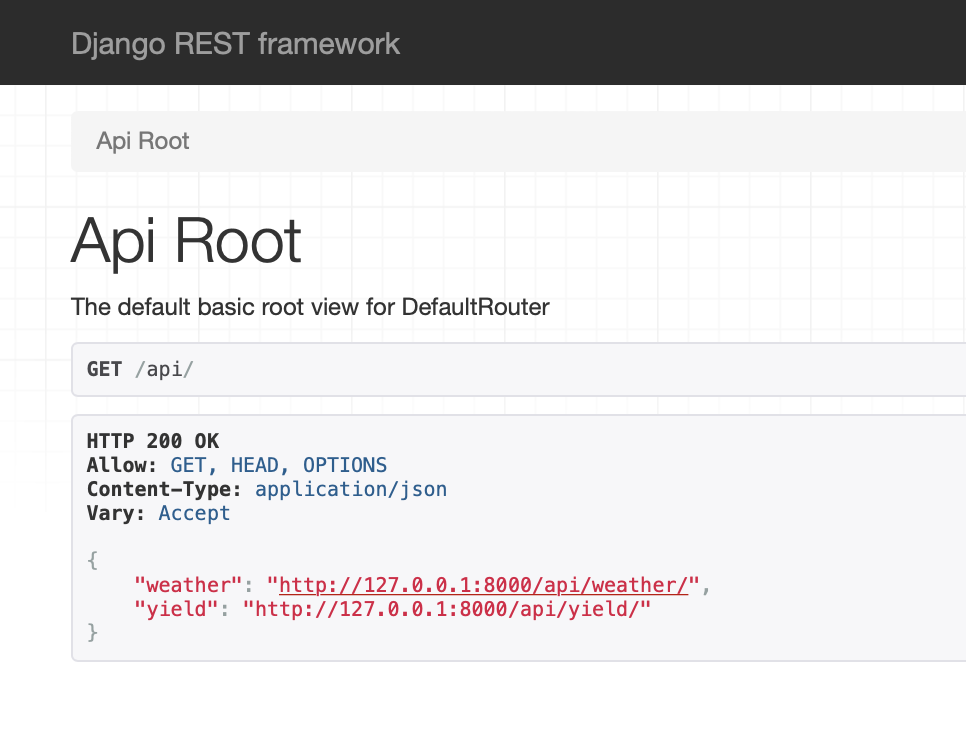 Django REST framework
Api Root
Api Root
The default basic root view for DefaultRouter
GET /api/
HTTP 200 OK
Allow: GET, HEAD, OPTIONS
Content-Type: application/json
Vary: Accept
{
    "weather": "http://127.0.0.1:8000/api/weather/",
    "yield": "http://127.0.0.1:8000/api/yield/"
}